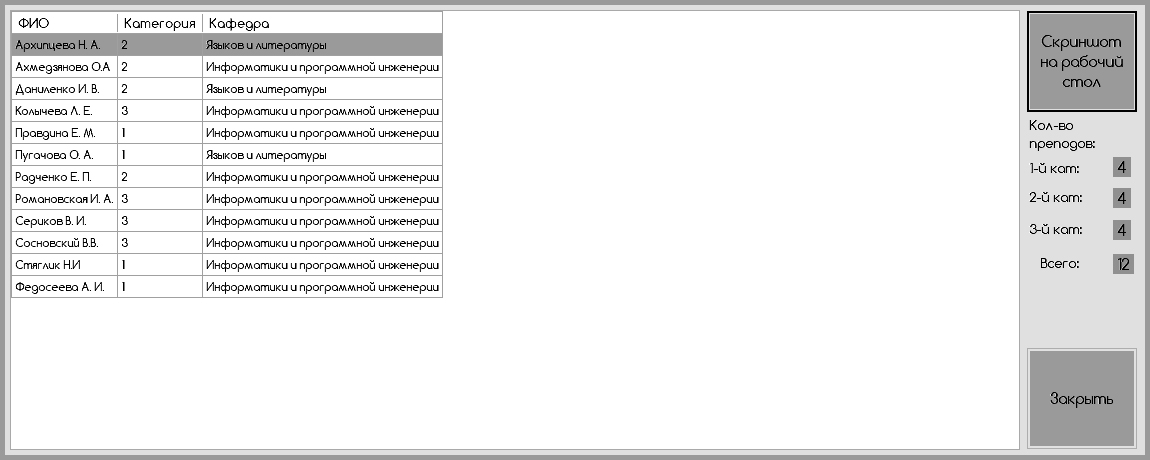 ФИО Категория Кафедра
Архипцева Н. А. 2 Языков и литературы
Ахмедзянова О.А 2 Информатики и программной инженерии
Даниленко И. В. 2 Языков и литературы
Колычева Л. Е. 3 Информатики и программной инженерии
Правдина Е. М. 1 Информатики и программной инженерии
Пугачова О. А. 1 Языков и литературы
Радченко Е. П. 2 Информатики и программной инженерии
Романовская И. А. 3 Информатики и программной инженерии
Сериков В. И. 3 Информатики и программной инженерии
Сосновский В.В. 3 Информатики и программной инженерии
Стяглик Н.И 1 Информатики и программной инженерии
Федосеева А. И. 1 Информатики и программной инженерии
Скриншот
на рабочий
стол
Кол-во
преподов:
1-й кат: 4
2-й кат: 4
3-й кат: 4
Всего: 12
Закрыть